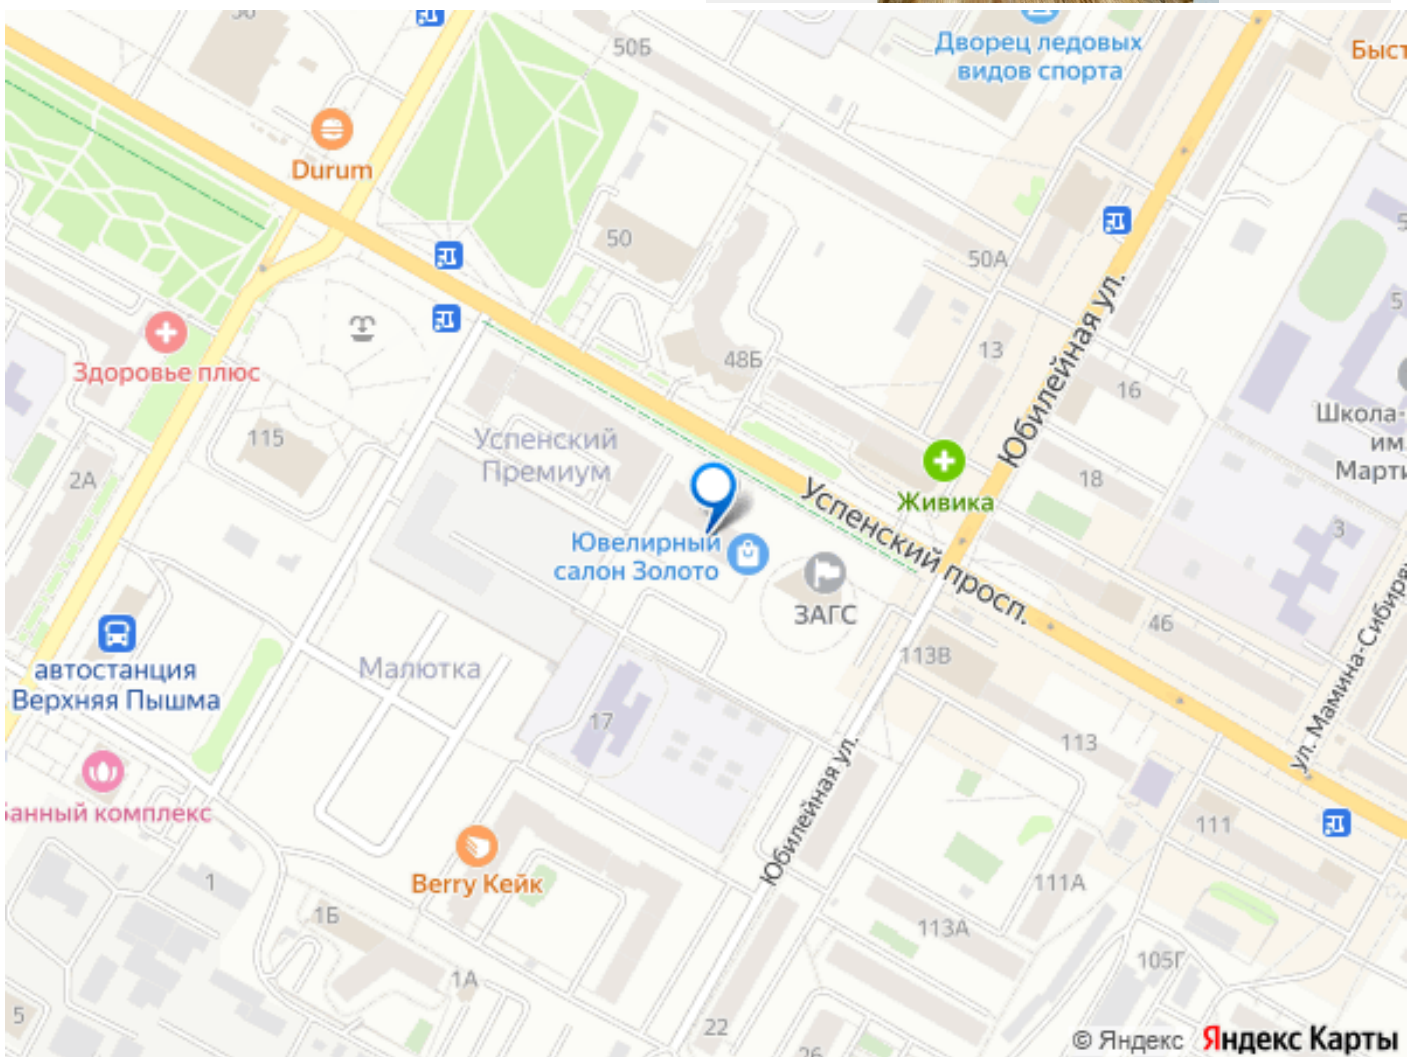 50Б
Дворец ледовых
видов спорта
Быст
Durum
50
50А
48Б
13
16
18
Юбилейная ул.
Школа-
им.
Марти
3
Здоровье плюс
115
2А
Успенский
Премиум
Живика
Успенский просп.
Ювелирный
салон Золото
ЗАГС
46
113В
ул. Мамина-Сибиря
автостанция
Верхняя Пышма
Малютка
17
113
Юбилейная ул.
111
банный комплекс
Berry Кейк
111А
1
1Б
113А
105Г
1А
5
22
26
© Яндекс Яндекс Карты